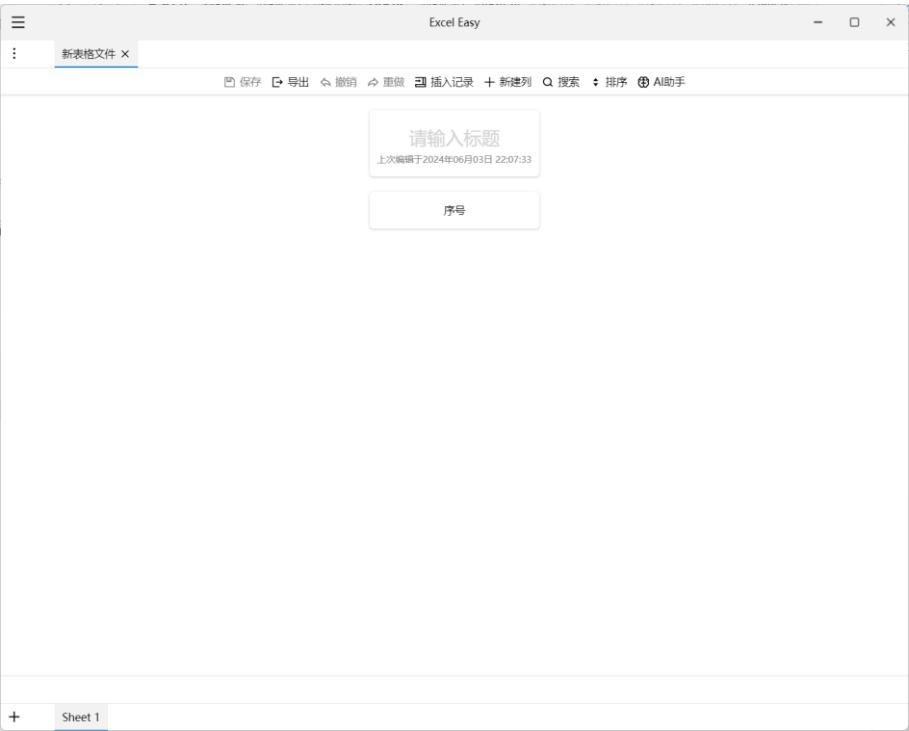 Excel Easy
新表格文件
保存 导出 撤销 重做 插入记录 新建列 搜索 排序 AI助手
请输入标题
上次编辑于2024年06月03日 22:07:33
序号
Sheet 1